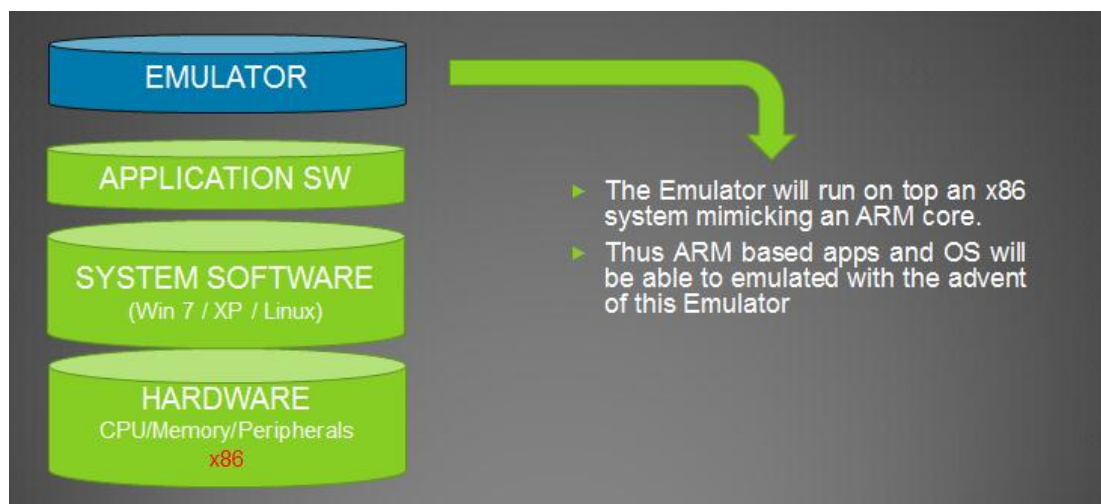 EMULATOR
APPLICATION SW
SYSTEM SOFTWARE
(Win 7 / XP / Linux)
HARDWARE
CPU/Memory/Peripherals
x86
The Emulator will run on top an x86
system mimicking an ARM core.
Thus ARM based apps and OS will
be able to emulated with the advent
of this Emulator